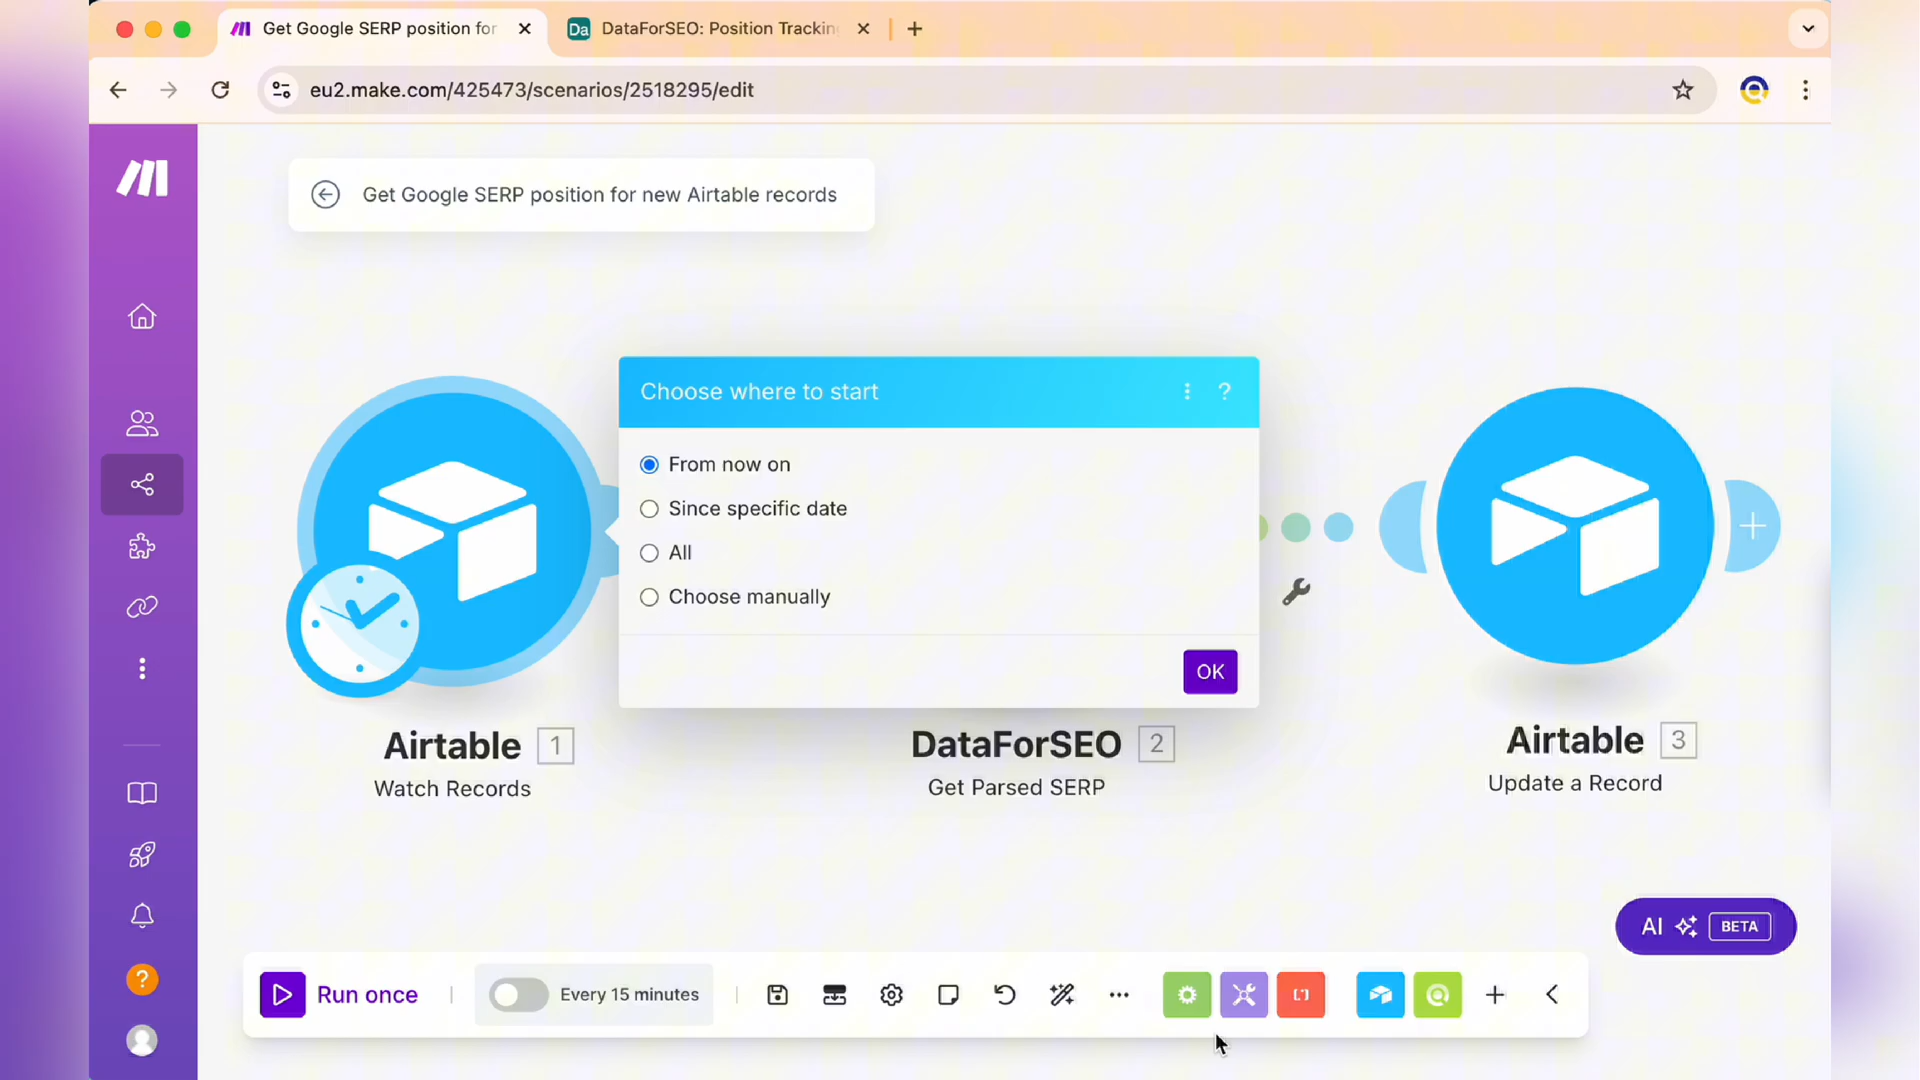 Get Google SERP position for
Da
DataForSEO: Position Trackin
eu2.make.com/425473/scenarios/2518295/edit
Get Google SERP position for new Airtable records
Choose where to start
?
From now on
Since specific date
All
Choose manually
OK
Airtable 1
Watch Records
DataForSEO 2
Get Parsed SERP
Airtable 3
Update a Record
AI BETA
?
Run once
Every 15 minutes